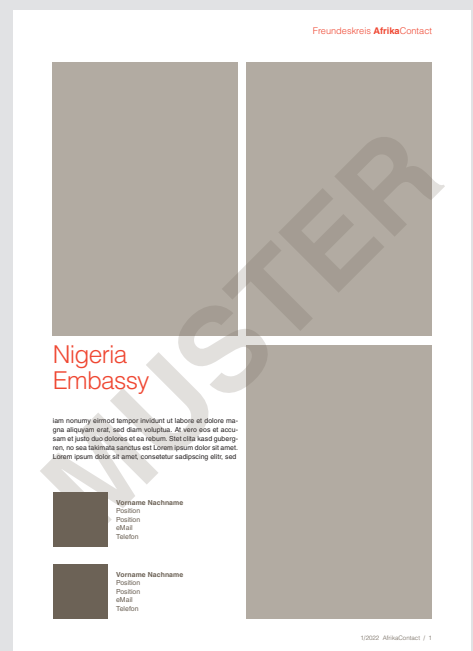 Freundeskreis AfrikaContact
MUSTER
Nigeria
Embassy
iam nonumy eirmod tempor invidunt ut labore et dolore ma-
gna aliquyam erat, sed diam voluptua. At vero eos et accu-
sam et justo duo dolores et ea rebum. Stet clita kasd guberg-
ren, no sea takimata sanctus est Lorem ipsum dolor sit amet.
Lorem ipsum dolor sit amet, consetetur sadipscing elitr, sed
Vorname Nachname
Position
Position
eMail
Telefon
Vorname Nachname
Position
Position
eMail
Telefon
1/2022 AfrikaContact / 1